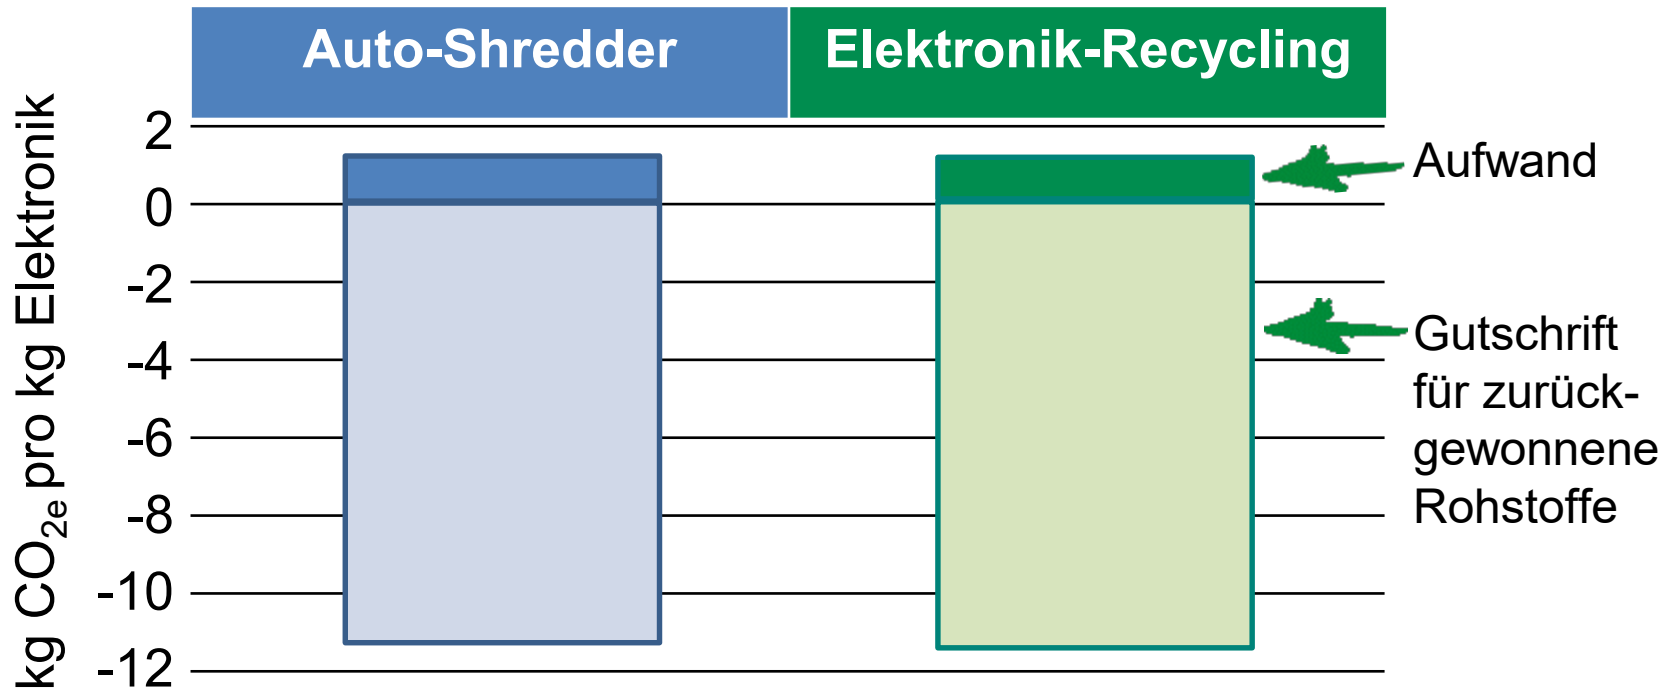 Auto-Shredder
Elektronik-Recycling
kg CO2e pro kg Elektronik
2
0
-2
-4
-6
-8
-10
-12
Aufwand
Gutschrift
für zurück-
gewonnene
Rohstoffe